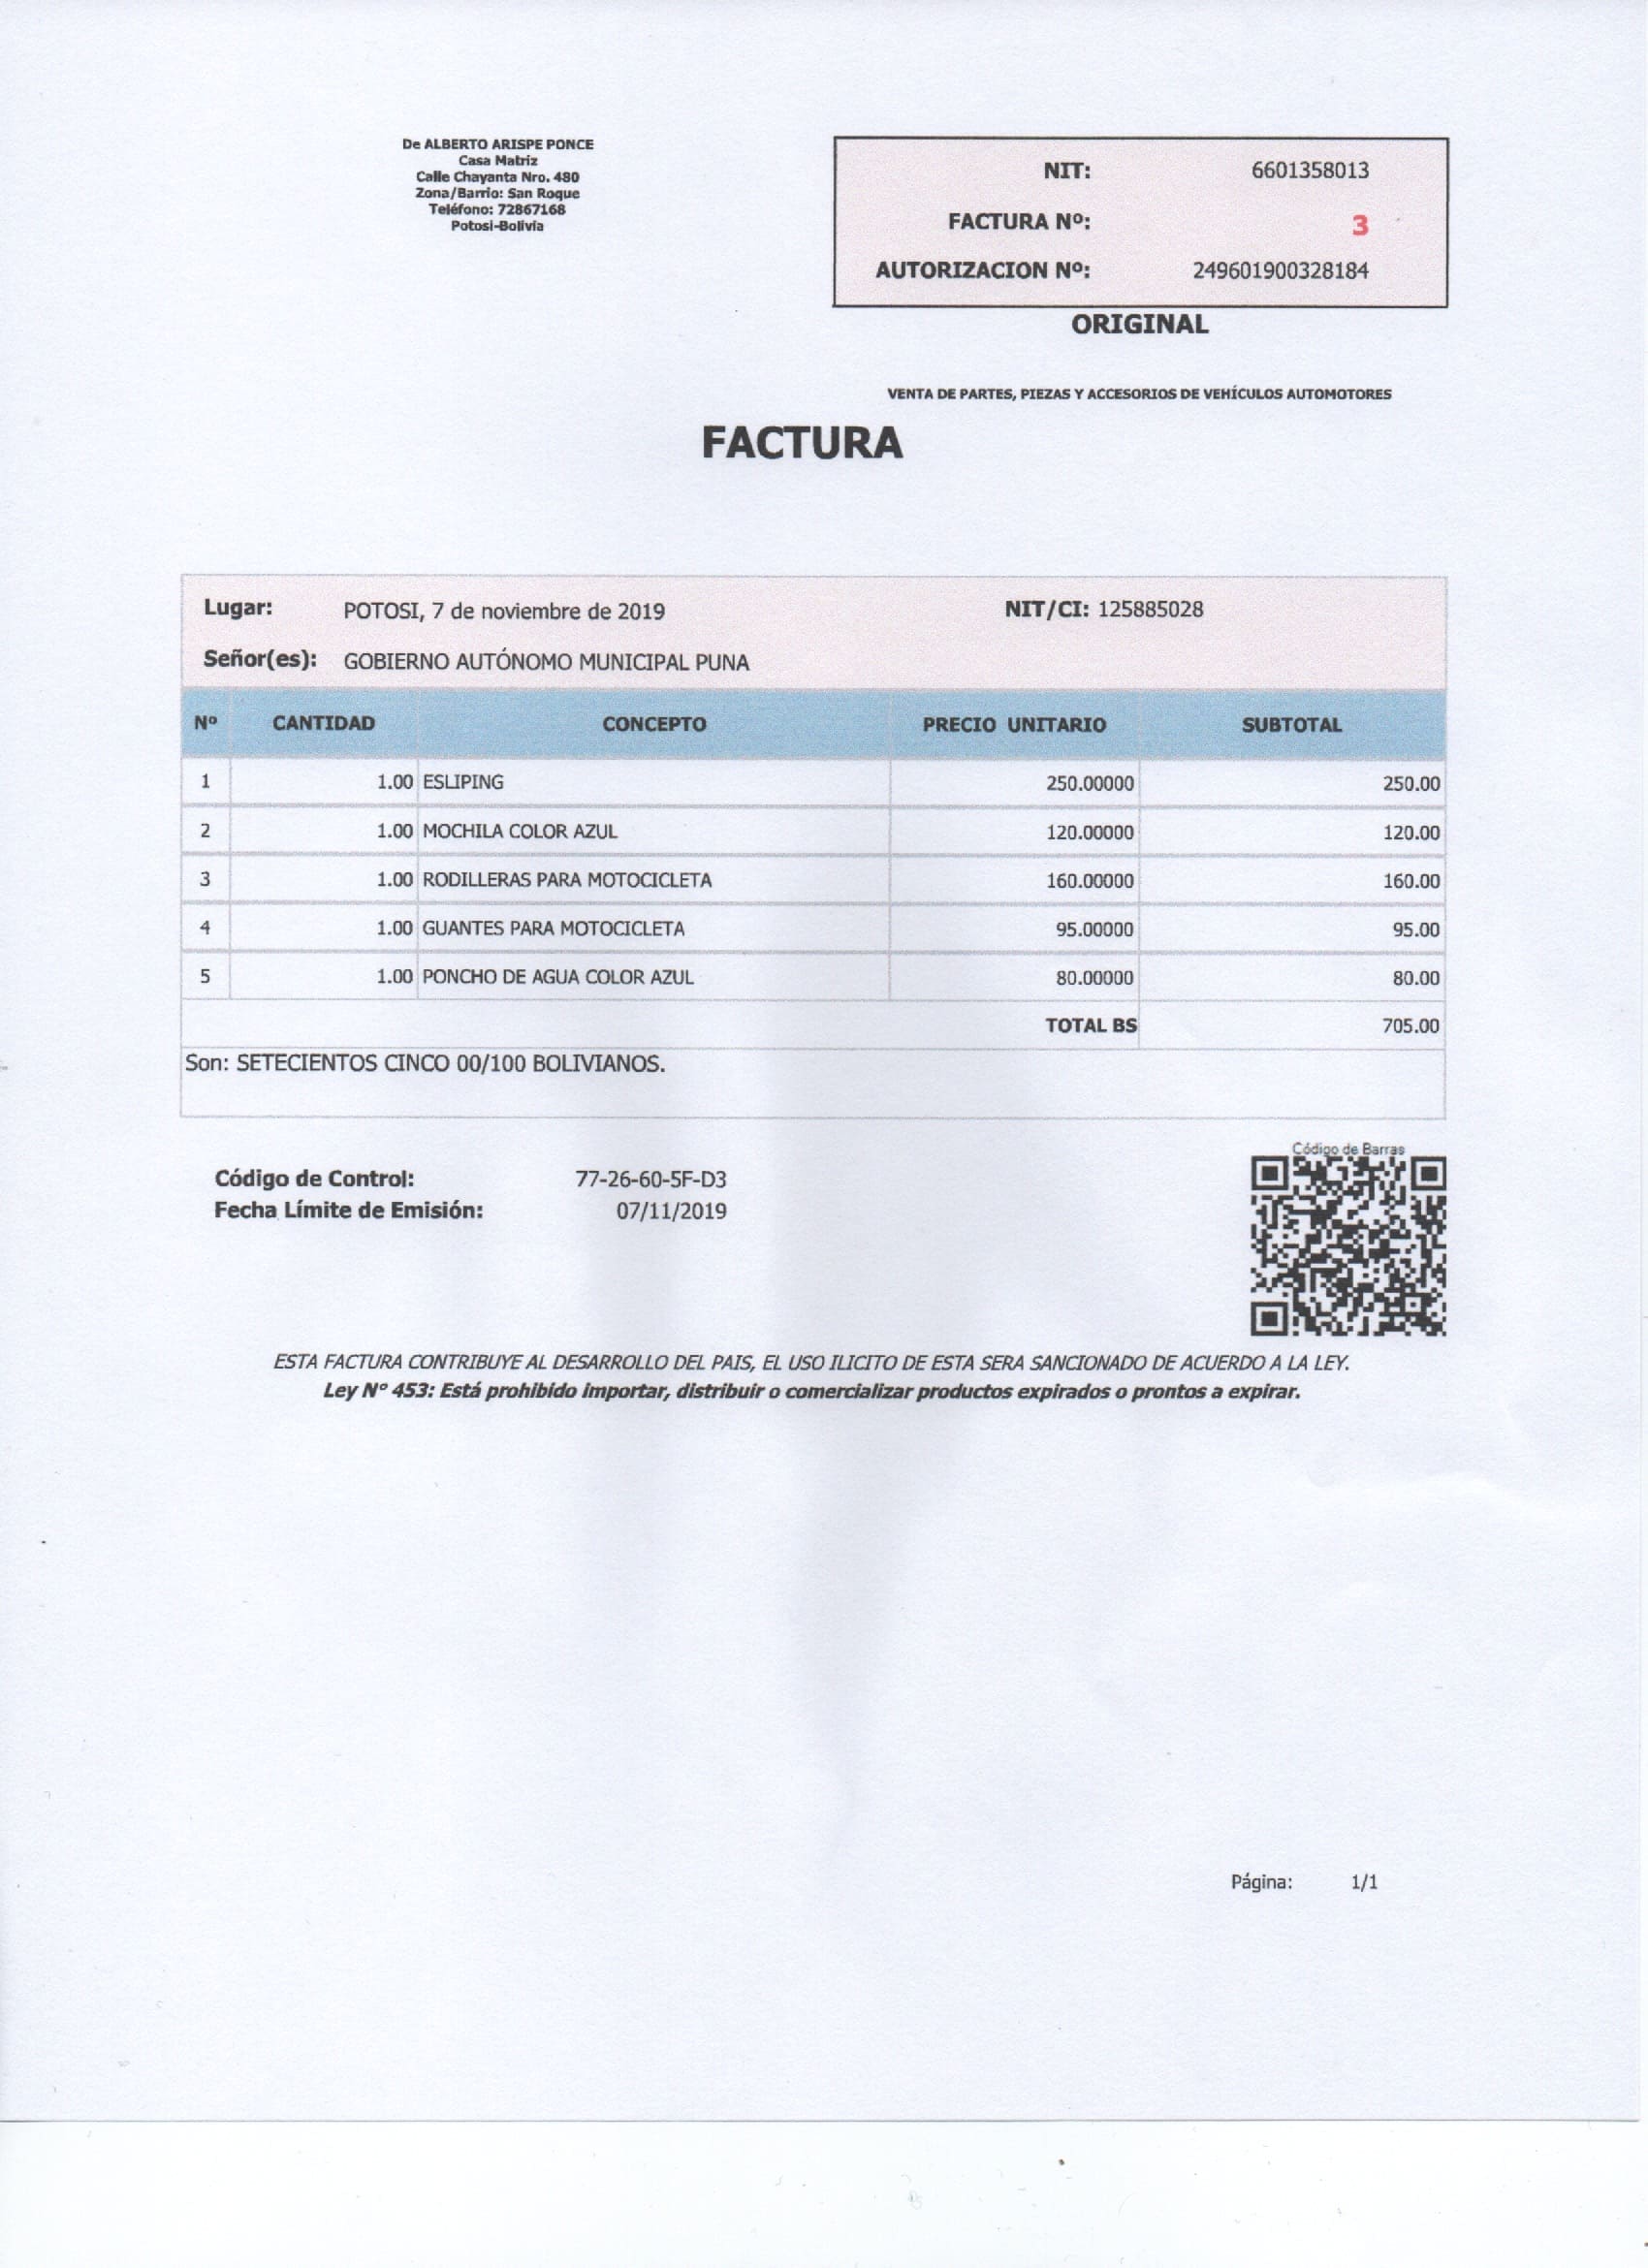 De ALBERTO ARISPE PONCE
Casa Matriz
Calle Chayanta Nro. 480
Zona/Barrio: San Roque
Teléfono: 72867168
Potosi-Bolivia
NIT: 6601358013
FACTURA Nº: 3
AUTORIZACION Nº: 249601900328184
ORIGINAL
VENTA DE PARTES, PIEZAS Y ACCESORIOS DE VEHÍCULOS AUTOMOTORES
FACTURA
Lugar: POTOSI, 7 de noviembre de 2019 NIT/CI: 125885028
Señor(es): GOBIERNO AUTÓNOMO MUNICIPAL PUNA
Nº CANTIDAD CONCEPTO PRECIO UNITARIO SUBTOTAL
1 1.00 ESLIPING 250.00000 250.00
2 1.00 MOCHILA COLOR AZUL 120.00000 120.00
3 1.00 RODILLERAS PARA MOTOCICLETA 160.00000 160.00
4 1.00 GUANTES PARA MOTOCICLETA 95.00000 95.00
5 1.00 PONCHO DE AGUA COLOR AZUL 80.00000 80.00
TOTAL BS 705.00
Son: SETECIENTOS CINCO 00/100 BOLIVIANOS.
Código de Barras
Código de Control: 77-26-60-5F-D3
Fecha Límite de Emisión: 07/11/2019
ESTA FACTURA CONTRIBUYE AL DESARROLLO DEL PAIS, EL USO ILICITO DE ESTA SERA SANCIONADO DE ACUERDO A LA LEY.
Ley Nº 453: Está prohibido importar, distribuir o comercializar productos expirados o prontos a expirar.
Página: 1/1